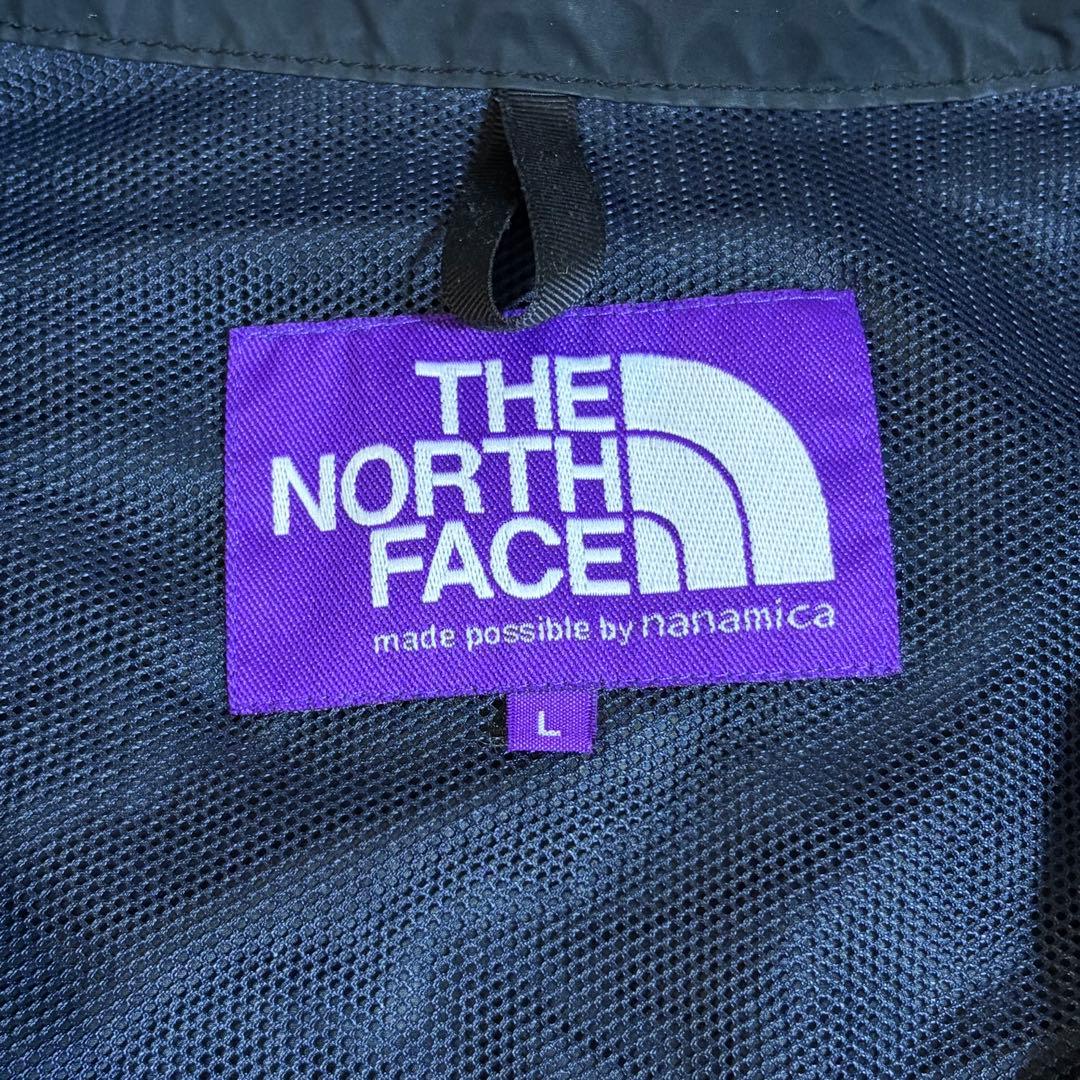 THE
NORTH
FACE
made possible by nanamica
L